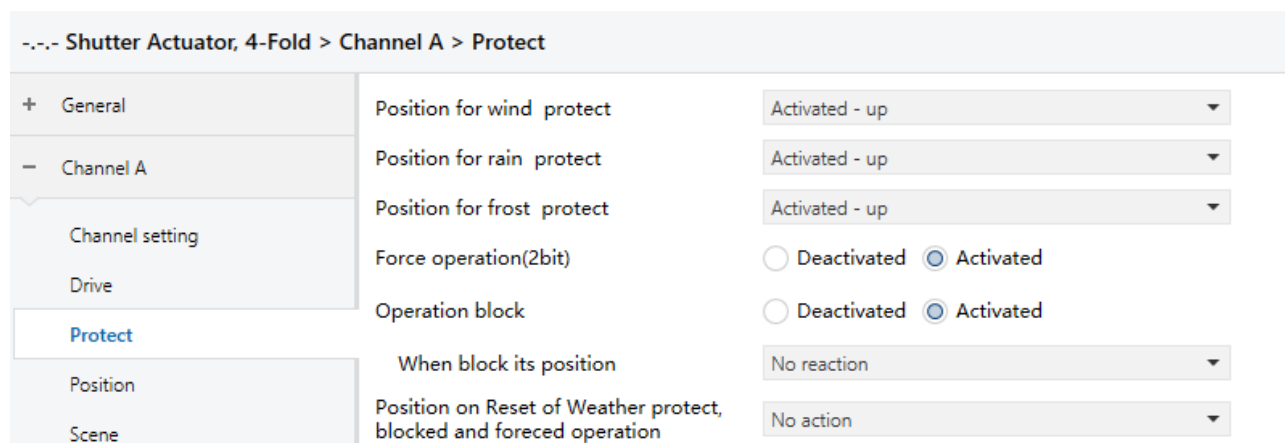 -.-.- Shutter Actuator, 4-Fold > Channel A > Protect
+ General
− Channel A
Channel setting
Drive
Protect
Position
Scene
Position for wind protect Activated - up
Position for rain protect Activated - up
Position for frost protect Activated - up
Force operation(2bit) Deactivated Activated
Operation block Deactivated Activated
When block its position No reaction
Position on Reset of Weather protect,
blocked and foreced operation No action